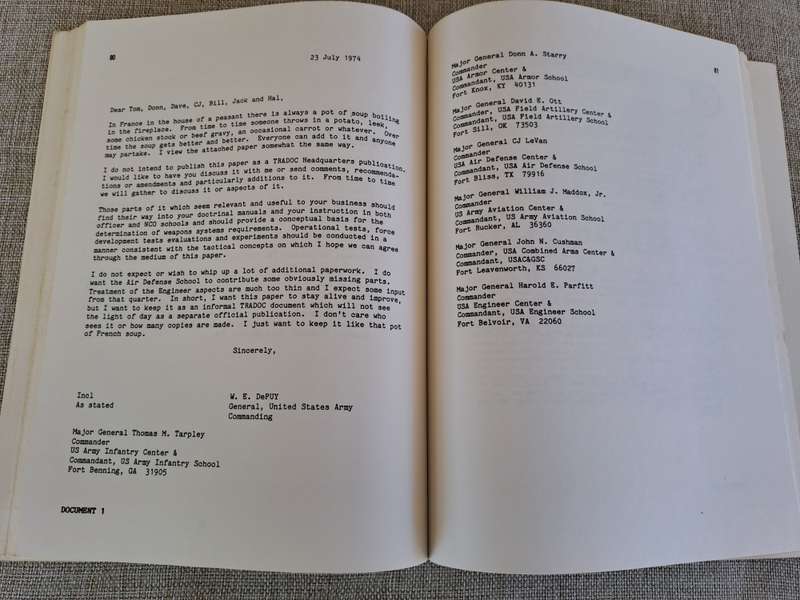 80
23 July 1974
Dear Tom, Donn, Dave, CJ, Bill, Jack and Hal,
In France in the house of a peasant there is always a pot of soup boiling
in the fireplace. From time to time someone throws in a potato, leek,
some chicken stock or beef gravy, an occasional carrot or whatever. Over
time the soup gets better and better. Everyone can add to it and anyone
may partake. I view the attached paper somewhat the same way.
I do not intend to publish this paper as a TRADOC Headquarters publication.
I would like to have you discuss it with me or send comments, recommenda-
tions or amendments and particularly additions to it. From time to time
we will gather to discuss it or aspects of it.
Those parts of it which seem relevant and useful to your business should
find their way into your doctrinal manuals and your instruction in both
officer and NCO schools and should provide a conceptual basis for the
determination of weapons systems requirements. Operational tests, force
development tests evaluations and experiments should be conducted in a
manner consistent with the tactical concepts on which I hope we can agree
through the medium of this paper.
I do not expect or wish to whip up a lot of additional paperwork. I do
want the Air Defense School to contribute some obviously missing parts.
Treatment of the Engineer aspects are much too thin and I expect some input
from that quarter. In short, I want this paper to stay alive and improve,
but I want to keep it as an informal TRADOC document which will not see
the light of day as a separate official publication. I don't care who
sees it or how many copies are made. I just want to keep it like that pot
of French soup.
Sincerely,
Incl
As stated
W. E. DePUY
General, United States Army
Commanding
Major General Thomas M. Tarpley
Commander
US Army Infantry Center &
Commandant, US Army Infantry School
Fort Benning, GA 31905
DOCUMENT 1
81
Major General Donn A. Starry
Commander
USA Armor Center &
Commandant, USA Armor School
Fort Knox, KY 40131
Major General David E. Ott
Commander, USA Field Artillery Center &
Commandant, USA Field Artillery School
Fort Sill, OK 73503
Major General CJ LeVan
Commander
USA Air Defense Center &
Commandant, USA Air Defense School
Fort Bliss, TX 79916
Major General William J. Maddox, Jr.
Commander
US Army Aviation Center &
Commandant, US Army Aviation School
Fort Rucker, AL 36360
Major General John N. Cushman
Commander, USA Combined Arms Center &
Commandant, USAC&GSC
Fort Leavenworth, KS 66027
Major General Harold E. Parfitt
Commander
USA Engineer Center &
Commandant, USA Engineer School
Fort Belvoir, VA 22060